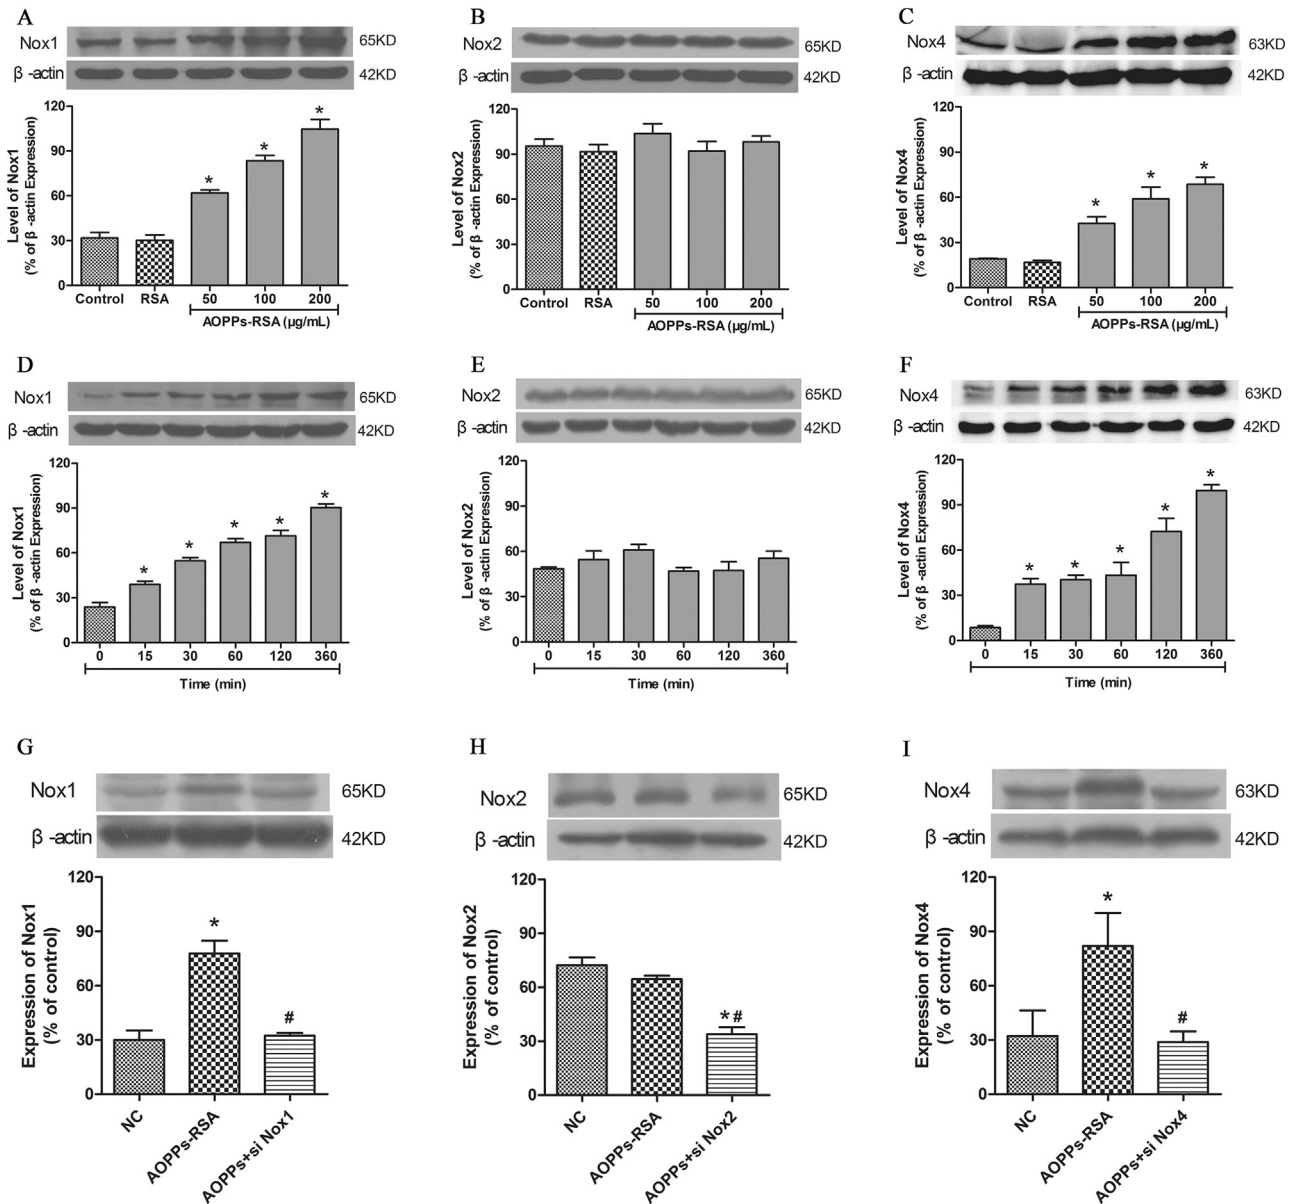 A
Nox1
65KD
β -actin
42KD
Level of Nox1
(% of β -actin Expression)
120
90
60
30
0
*
*
*
Control
RSA
50
100
200
AOPPs-RSA (μg/mL)
B
Nox2
65KD
β -actin
42KD
Level of Nox2
(% of β -actin Expression)
120
90
60
30
0
Control
RSA
50
100
200
AOPPs-RSA (μg/mL)
C
Nox4
63KD
β -actin
42KD
Level of Nox4
(% of β -actin Expression)
120
90
60
30
0
*
*
*
Control
RSA
50
100
200
AOPPs-RSA (μg/mL)
D
Nox1
65KD
β -actin
42KD
Level of Nox1
(% of β -actin Expression)
120
90
60
30
0
*
*
*
*
*
0
15
30
60
120
360
Time (min)
E
Nox2
65KD
β -actin
42KD
Level of Nox2
(% of β -actin Expression)
120
90
60
30
0
0
15
30
60
120
360
Time (min)
F
Nox4
63KD
β -actin
42KD
Level of Nox4
(% of β -actin Expression)
120
90
60
30
0
*
*
*
*
*
0
15
30
60
120
360
Time (min)
G
Nox1
65KD
β -actin
42KD
Expression of Nox1
(% of control)
120
90
60
30
0
*
#
NC
AOPPs-RSA
AOPPs+si Nox1
H
Nox2
65KD
β -actin
42KD
Expression of Nox2
(% of control)
120
90
60
30
0
*#
NC
AOPPs-RSA
AOPPs+si Nox2
I
Nox4
63KD
β -actin
42KD
Expression of Nox4
(% of control)
120
90
60
30
0
*
#
NC
AOPPs-RSA
AOPPs+si Nox4